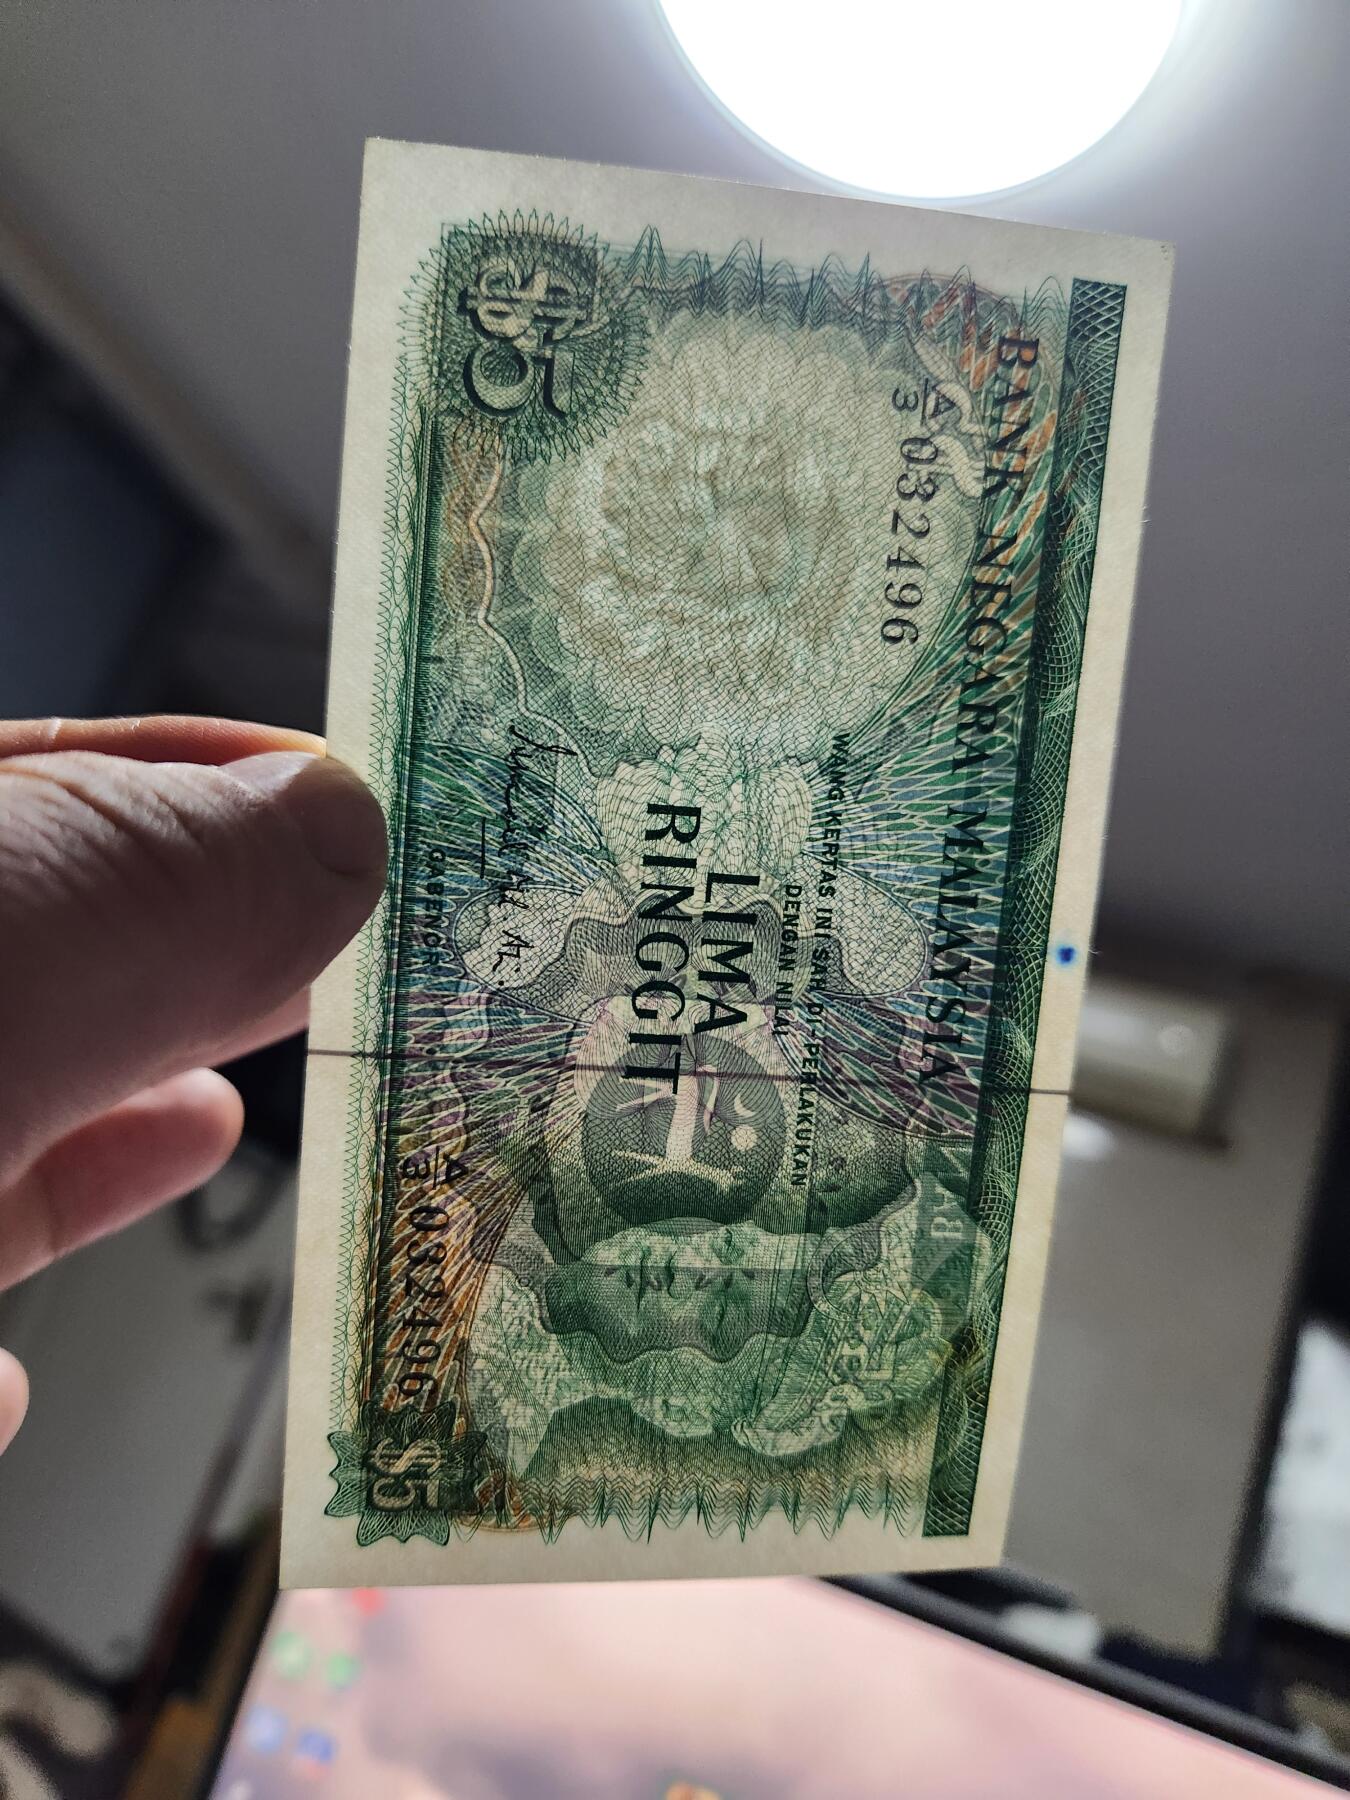 BANK NEGARA MALAYSIA
A/3 032496
WANG KERTAS INI SAH DI-PERLAKUKAN
DENGAN NILAI
LIMA
RINGGIT
GABENOR
A/3 032496
$5
$5